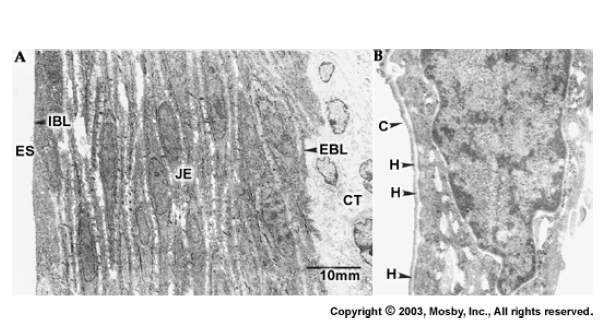 A
B
IBL
C
ES
EBL
H
JE
H
CT
10mm
H
Copyright © 2003, Mosby, Inc., All rights reserved.